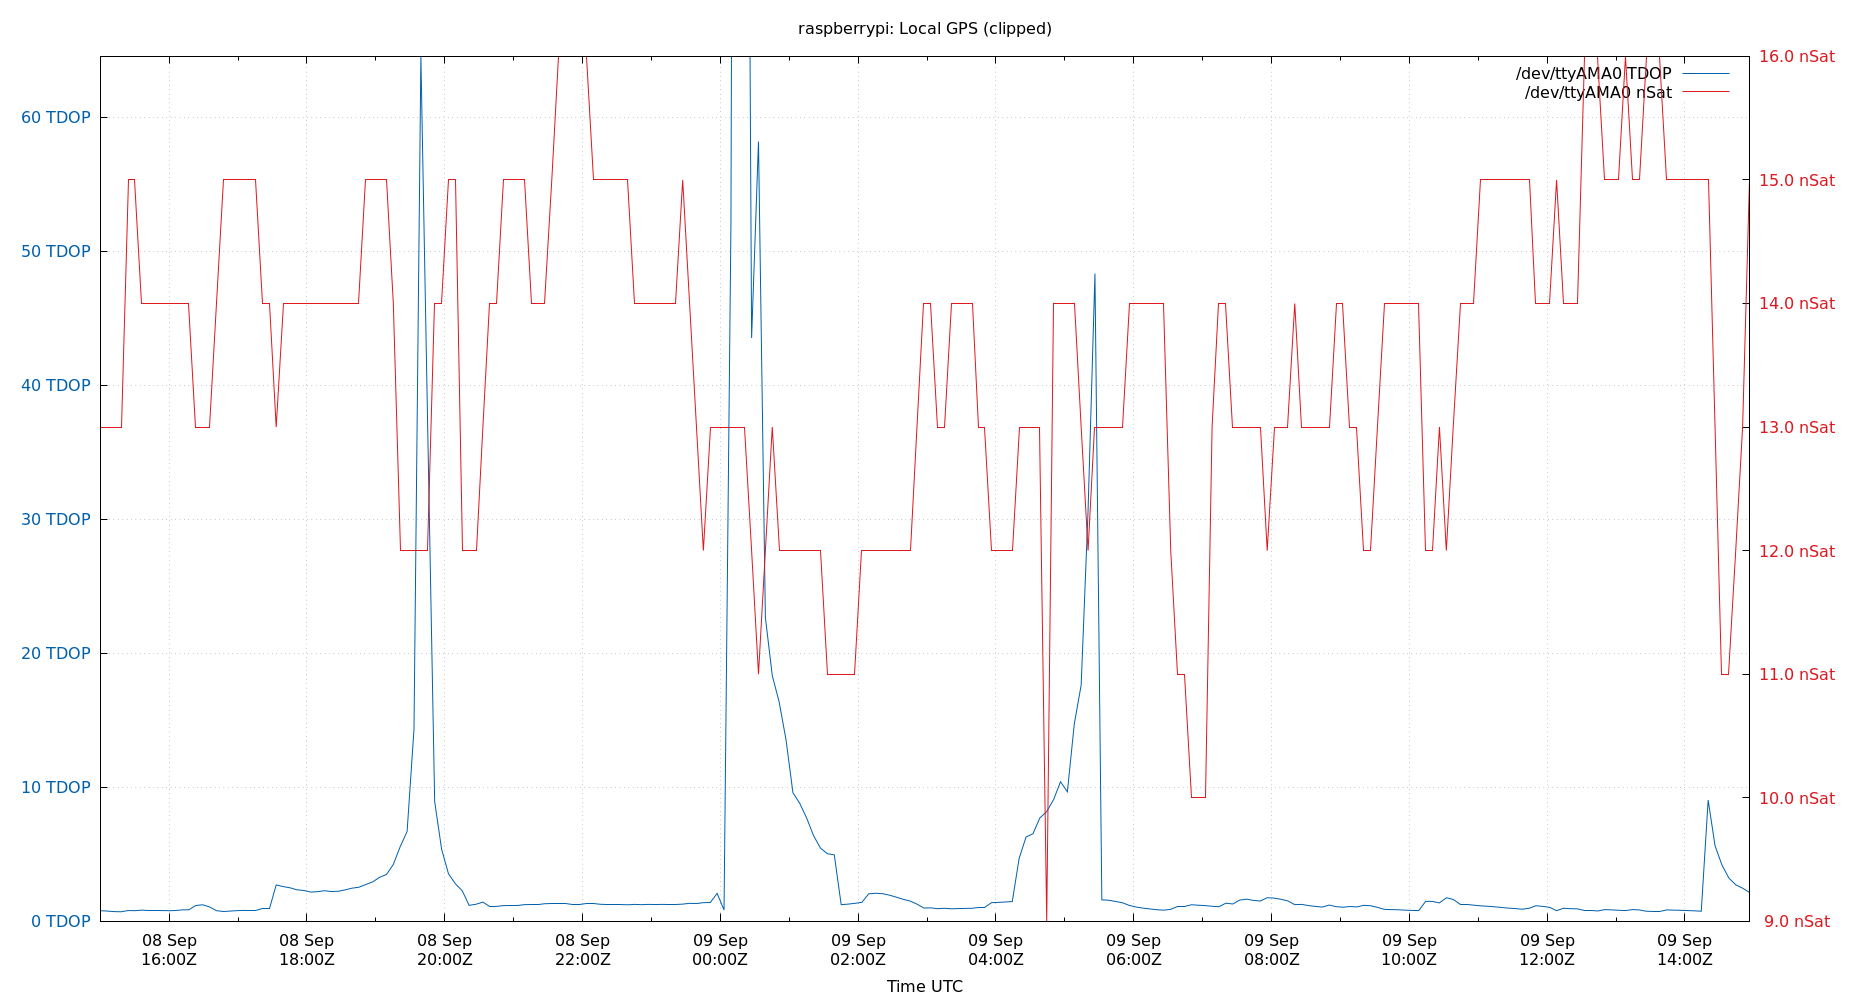 raspberrypi: Local GPS (clipped)
/dev/ttyAMA0 TDOP
/dev/ttyAMA0 nSat
60 TDOP
50 TDOP
40 TDOP
30 TDOP
20 TDOP
10 TDOP
0 TDOP
16.0 nSat
15.0 nSat
14.0 nSat
13.0 nSat
12.0 nSat
11.0 nSat
10.0 nSat
9.0 nSat
08 Sep
16:00Z
08 Sep
18:00Z
08 Sep
20:00Z
08 Sep
22:00Z
09 Sep
00:00Z
09 Sep
02:00Z
09 Sep
04:00Z
09 Sep
06:00Z
09 Sep
08:00Z
09 Sep
10:00Z
09 Sep
12:00Z
09 Sep
14:00Z
Time UTC